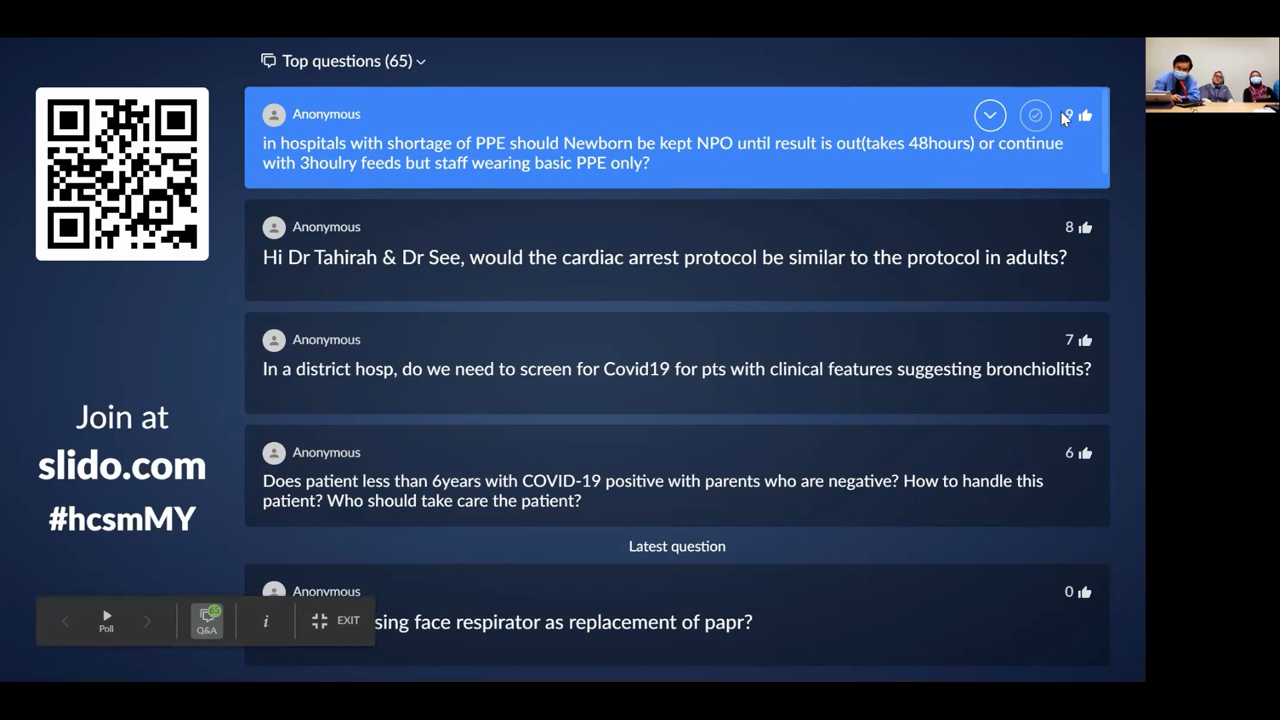 Top questions (65)
Anonymous
in hospitals with shortage of PPE should Newborn be kept NPO until result is out(takes 48hours) or continue
with 3houlry feeds but staff wearing basic PPE only?
Anonymous
8
Hi Dr Tahirah & Dr See, would the cardiac arrest protocol be similar to the protocol in adults?
Anonymous
7
In a district hosp, do we need to screen for Covid19 for pts with clinical features suggesting bronchiolitis?
Anonymous
6
Does patient less than 6years with COVID-19 positive with parents who are negative? How to handle this
patient? Who should take care the patient?
Latest question
Anonymous
0
face respirator as replacement of papr?
Join at
slido.com
#hcsmMY
Poll
65
Q&A
i
EXIT